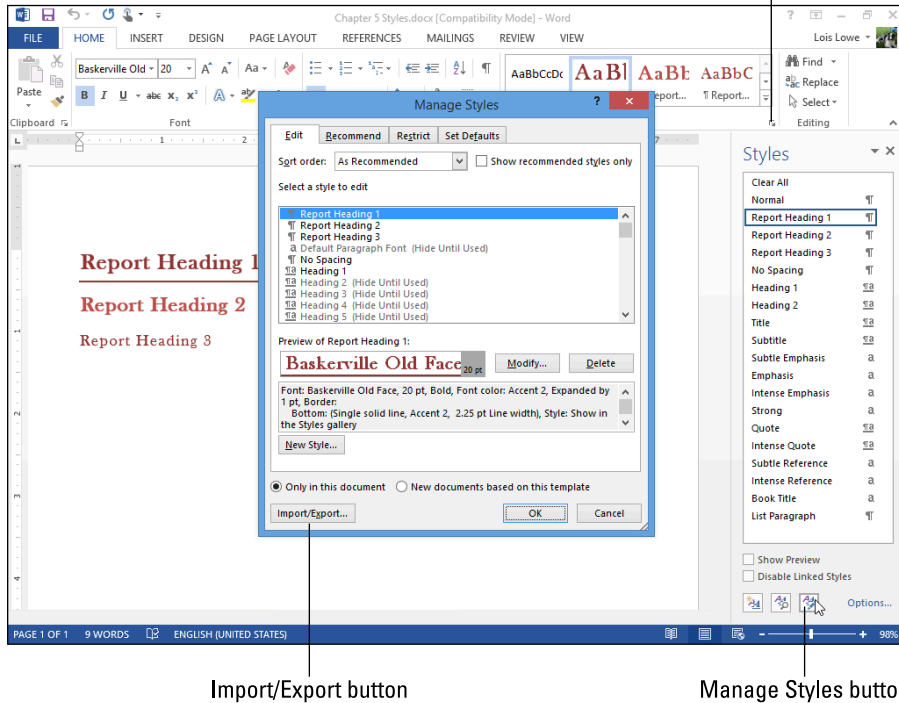 Chapter 5 Styles.docx [Compatibility Mode] - Word
FILE HOME INSERT DESIGN PAGE LAYOUT REFERENCES MAILINGS REVIEW VIEW Lois Lowe
Paste
Baskerville Old 20 A A Aa
B I U abc x₂ x² A aby
AaBbCcDc AaBl AaBb AaBbC
eport... ¶ Report...
Find
Replace
Select
Clipboard Font Editing
1 2 7
Report Heading 1
Report Heading 2
Report Heading 3
Manage Styles ? ×
Edit Recommend Restrict Set Defaults
Sort order: As Recommended Show recommended styles only
Select a style to edit
¶ Report Heading 1
¶ Report Heading 2
¶ Report Heading 3
a Default Paragraph Font (Hide Until Used)
¶ No Spacing
¶a Heading 1
¶a Heading 2 (Hide Until Used)
¶a Heading 3 (Hide Until Used)
¶a Heading 4 (Hide Until Used)
¶a Heading 5 (Hide Until Used)
Preview of Report Heading 1:
Baskerville Old Face 20 pt Modify... Delete
Font: Baskerville Old Face, 20 pt, Bold, Font color: Accent 2, Expanded by
1 pt, Border:
Bottom: (Single solid line, Accent 2, 2.25 pt Line width), Style: Show in
the Styles gallery
New Style...
Only in this document New documents based on this template
Import/Export... OK Cancel
Styles
Clear All
Normal ¶
Report Heading 1 ¶
Report Heading 2 ¶
Report Heading 3 ¶
No Spacing ¶
Heading 1 ¶a
Heading 2 ¶a
Title ¶a
Subtitle ¶a
Subtle Emphasis a
Emphasis a
Intense Emphasis a
Strong a
Quote ¶a
Intense Quote ¶a
Subtle Reference a
Intense Reference a
Book Title a
List Paragraph ¶
Show Preview
Disable Linked Styles
Options...
PAGE 1 OF 1 9 WORDS ENGLISH (UNITED STATES) - + 98%
Import/Export button
Manage Styles butto